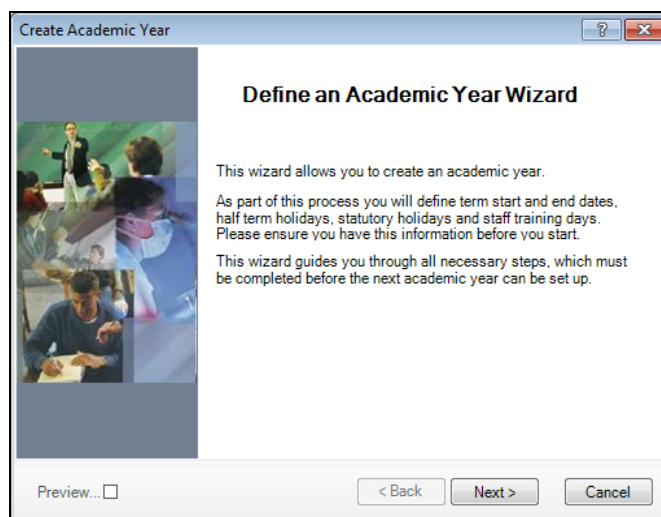 Create Academic Year
Define an Academic Year Wizard
This wizard allows you to create an academic year.
As part of this process you will define term start and end dates,
half term holidays, statutory holidays and staff training days.
Please ensure you have this information before you start.
This wizard guides you through all necessary steps, which must
be completed before the next academic year can be set up.
Preview...
< Back
Next >
Cancel